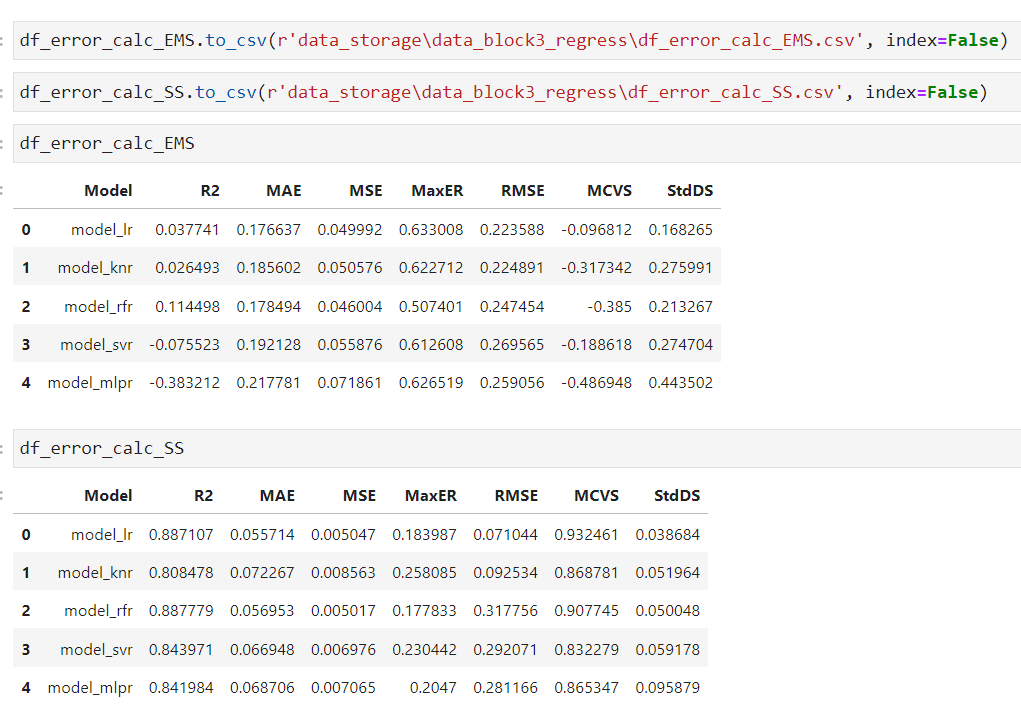 df_error_calc_EMS.to_csv(r'data_storage\data_block3_regress\df_error_calc_EMS.csv', index=False)
df_error_calc_SS.to_csv(r'data_storage\data_block3_regress\df_error_calc_SS.csv', index=False)
df_error_calc_EMS
Model R2 MAE MSE MaxER RMSE MCVS StdDS
0 model_lr 0.037741 0.176637 0.049992 0.633008 0.223588 -0.096812 0.168265
1 model_knr 0.026493 0.185602 0.050576 0.622712 0.224891 -0.317342 0.275991
2 model_rfr 0.114498 0.178494 0.046004 0.507401 0.247454 -0.385 0.213267
3 model_svr -0.075523 0.192128 0.055876 0.612608 0.269565 -0.188618 0.274704
4 model_mlpr -0.383212 0.217781 0.071861 0.626519 0.259056 -0.486948 0.443502
df_error_calc_SS
Model R2 MAE MSE MaxER RMSE MCVS StdDS
0 model_lr 0.887107 0.055714 0.005047 0.183987 0.071044 0.932461 0.038684
1 model_knr 0.808478 0.072267 0.008563 0.258085 0.092534 0.868781 0.051964
2 model_rfr 0.887779 0.056953 0.005017 0.177833 0.317756 0.907745 0.050048
3 model_svr 0.843971 0.066948 0.006976 0.230442 0.292071 0.832279 0.059178
4 model_mlpr 0.841984 0.068706 0.007065 0.2047 0.281166 0.865347 0.095879